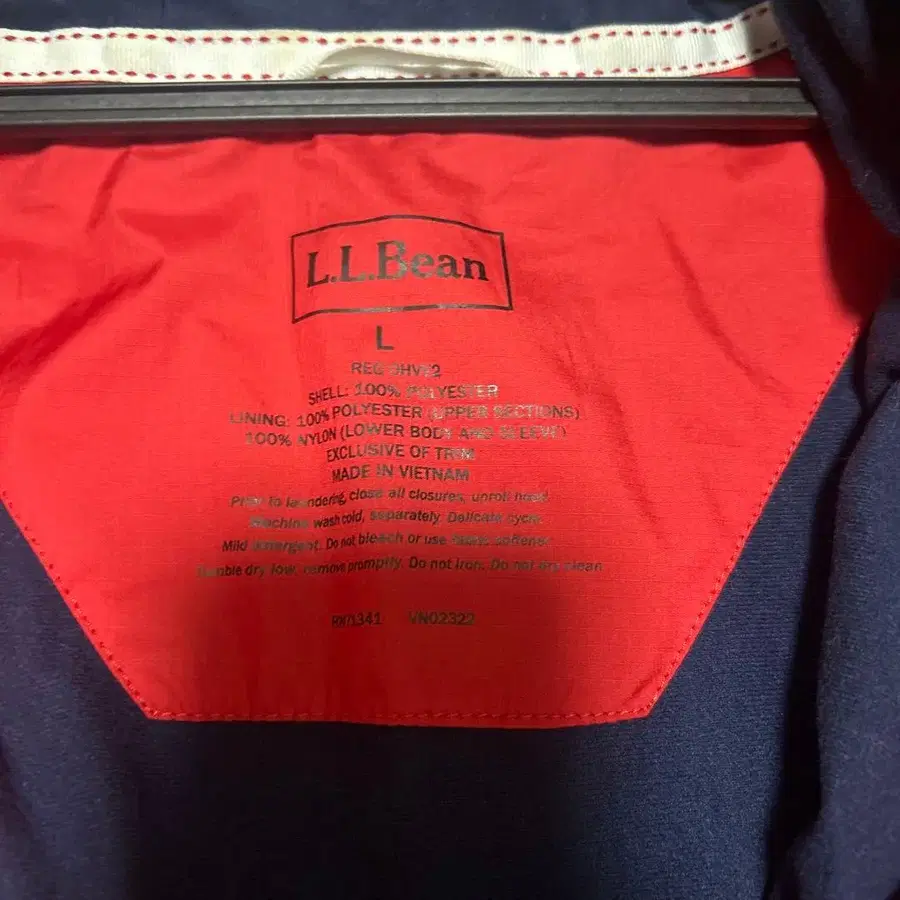 L.L.Bean
L
REG
SHELL: 100% POLYESTER
LINING: 100% POLYESTER (UPPER SECTIONS)
100% NYLON (LOWER BODY AND SLEEVE)
EXCLUSIVE OF TRIM
MADE IN VIETNAM
Prior to laundering, close all closures, unroll hood.
Machine wash cold, separately. Delicate cycle.
Mild detergent. Do not bleach or use fabric softener.
Tumble dry low, remove promptly. Do not iron. Do not dry clean
VN02322